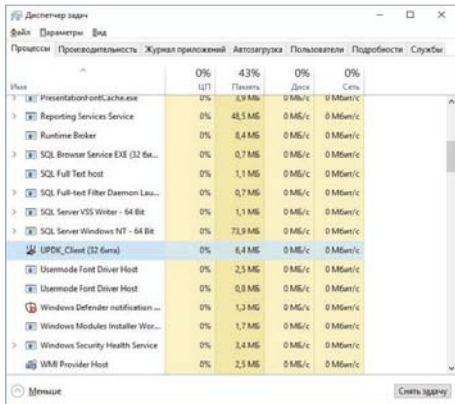 Диспетчер задач
Файл Параметры Вид
Процессы Производительность Журнал приложений Автозагрузка Пользователи Подробности Службы
0% 43% 0% 0%
Имя ЦП Память Диск Сеть
PresentationFontCache.exe 0% 3,9 МБ 0 МБ/с 0 Мбит/с
Reporting Services Service 0% 48,5 МБ 0 МБ/с 0 Мбит/с
Runtime Broker 0% 8,4 МБ 0 МБ/с 0 Мбит/с
SQL Browser Service EXE (32 би... 0% 0,7 МБ 0 МБ/с 0 Мбит/с
SQL Full Text host 0% 1,1 МБ 0 МБ/с 0 Мбит/с
SQL Full-text Filter Daemon Lau... 0% 0,7 МБ 0 МБ/с 0 Мбит/с
SQL Server VSS Writer - 64 Bit 0% 1,1 МБ 0 МБ/с 0 Мбит/с
SQL Server Windows NT - 64 Bit 0% 73,9 МБ 0 МБ/с 0 Мбит/с
UPDK_Client (32 бита) 0% 6,4 МБ 0 МБ/с 0 Мбит/с
Usermode Font Driver Host 0% 2,5 МБ 0 МБ/с 0 Мбит/с
Usermode Font Driver Host 0% 0,8 МБ 0 МБ/с 0 Мбит/с
Windows Defender notification ... 0% 1,3 МБ 0 МБ/с 0 Мбит/с
Windows Modules Installer Wor... 0% 1,7 МБ 0 МБ/с 0 Мбит/с
Windows Security Health Service 0% 3,4 МБ 0 МБ/с 0 Мбит/с
WMI Provider Host 0% 2,5 МБ 0 МБ/с 0 Мбит/с
Меньше Снять задачу